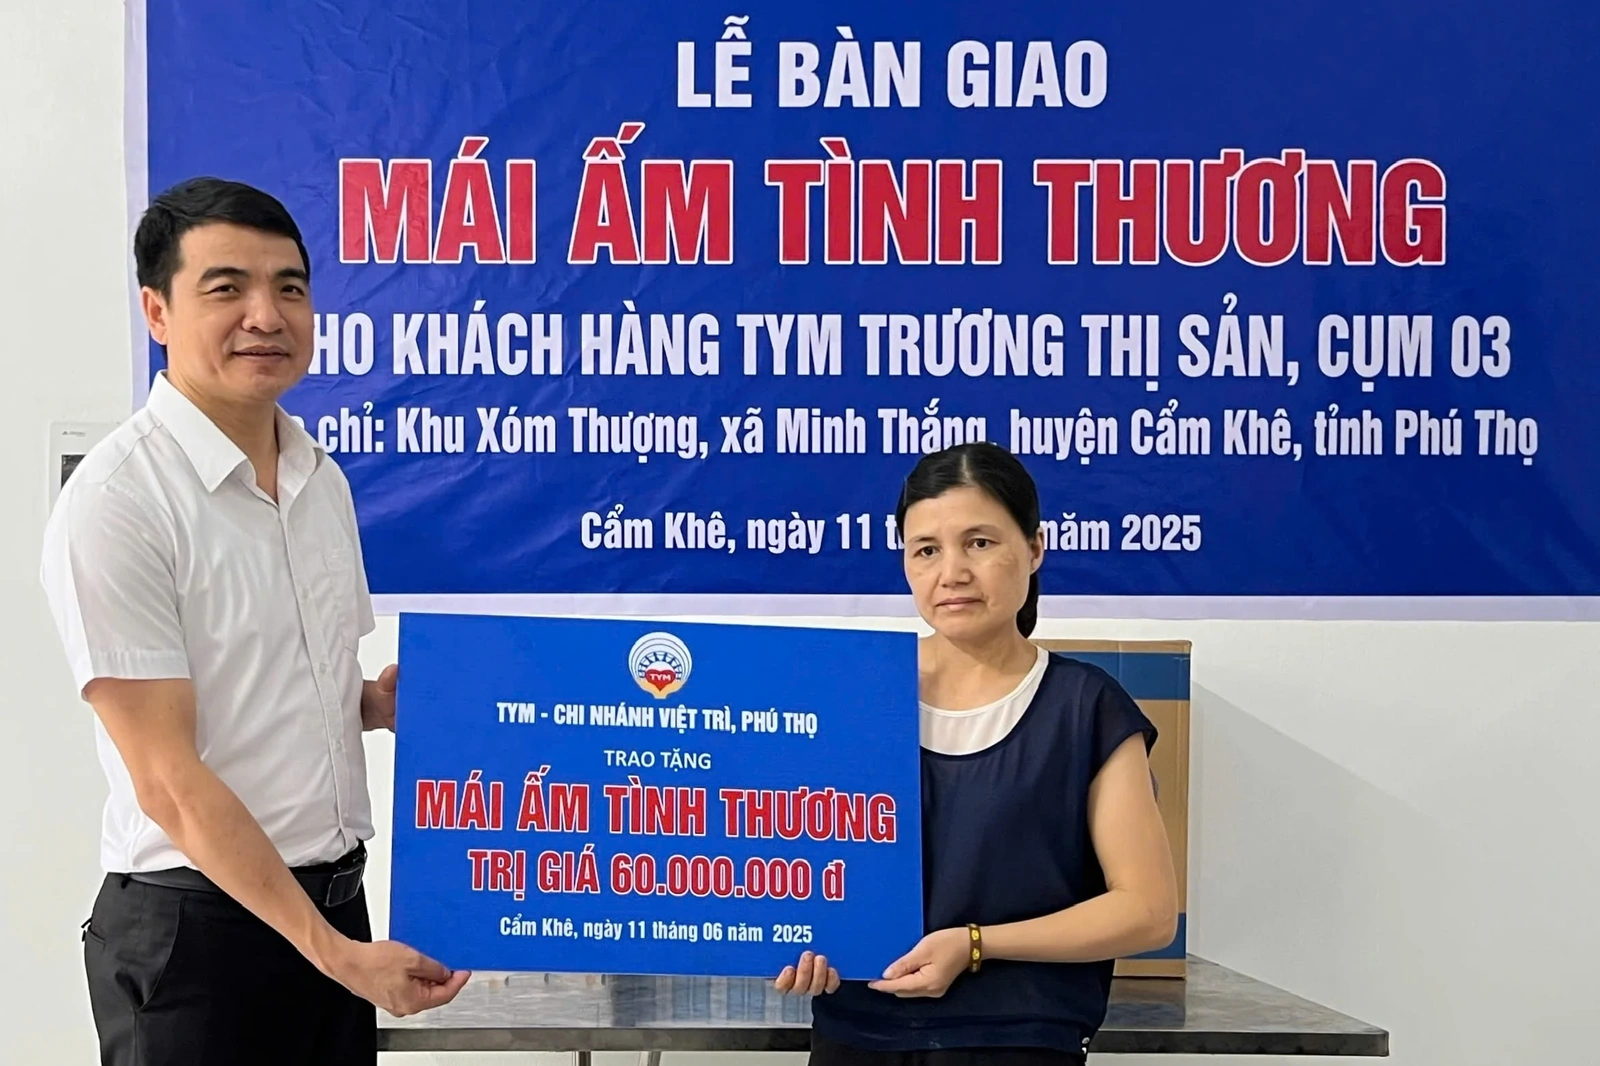 LỄ BÀN GIAO
MÁI ẤM TÌNH THƯƠNG
KHÁCH HÀNG TYM TRƯƠNG THỊ SẢN, CỤM 03
chỉ: Khu Xóm Thượng, xã Minh Thắng, huyện Cẩm Khê, tỉnh Phú Thọ
Cẩm Khê, ngày 11 năm 2025
TYM
TYM - CHI NHÁNH VIỆT TRÌ, PHÚ THỌ
TRAO TẶNG
MÁI ẤM TÌNH THƯƠNG
TRỊ GIÁ 60.000.000 đ
Cẩm Khê, ngày 11 tháng 06 năm 2025